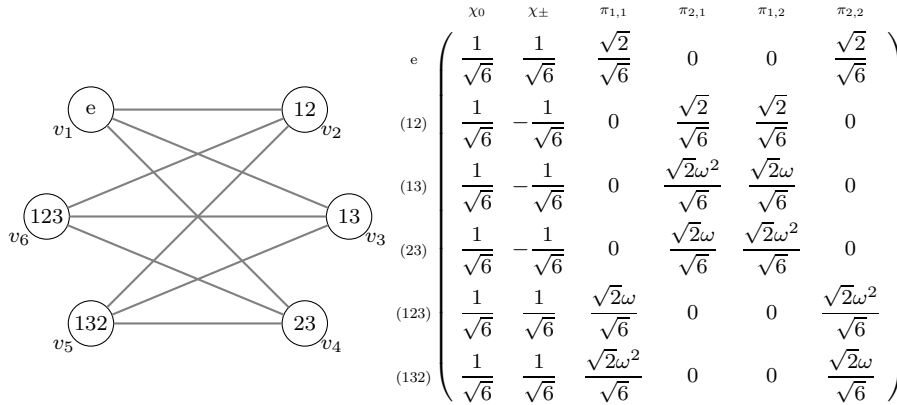 e 12
v₁ v₂
123 13
v₆ v₃
132 23
v₅ v₄
χ₀ χ± π₁,₁ π₂,₁ π₁,₂ π₂,₂
e 1/√6 1/√6 √2/√6 0 0 √2/√6
(12) 1/√6 −1/√6 0 √2/√6 √2/√6 0
(13) 1/√6 −1/√6 0 √2ω²/√6 √2ω/√6 0
(23) 1/√6 −1/√6 0 √2ω/√6 √2ω²/√6 0
(123) 1/√6 1/√6 √2ω/√6 0 0 √2ω²/√6
(132) 1/√6 1/√6 √2ω²/√6 0 0 √2ω/√6